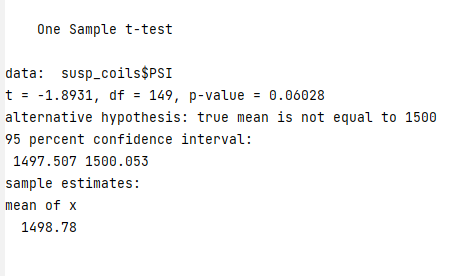 One Sample t-test
data:  susp_coils$PSI
t = -1.8931, df = 149, p-value = 0.06028
alternative hypothesis: true mean is not equal to 1500
95 percent confidence interval:
 1497.507 1500.053
sample estimates:
mean of x
  1498.78